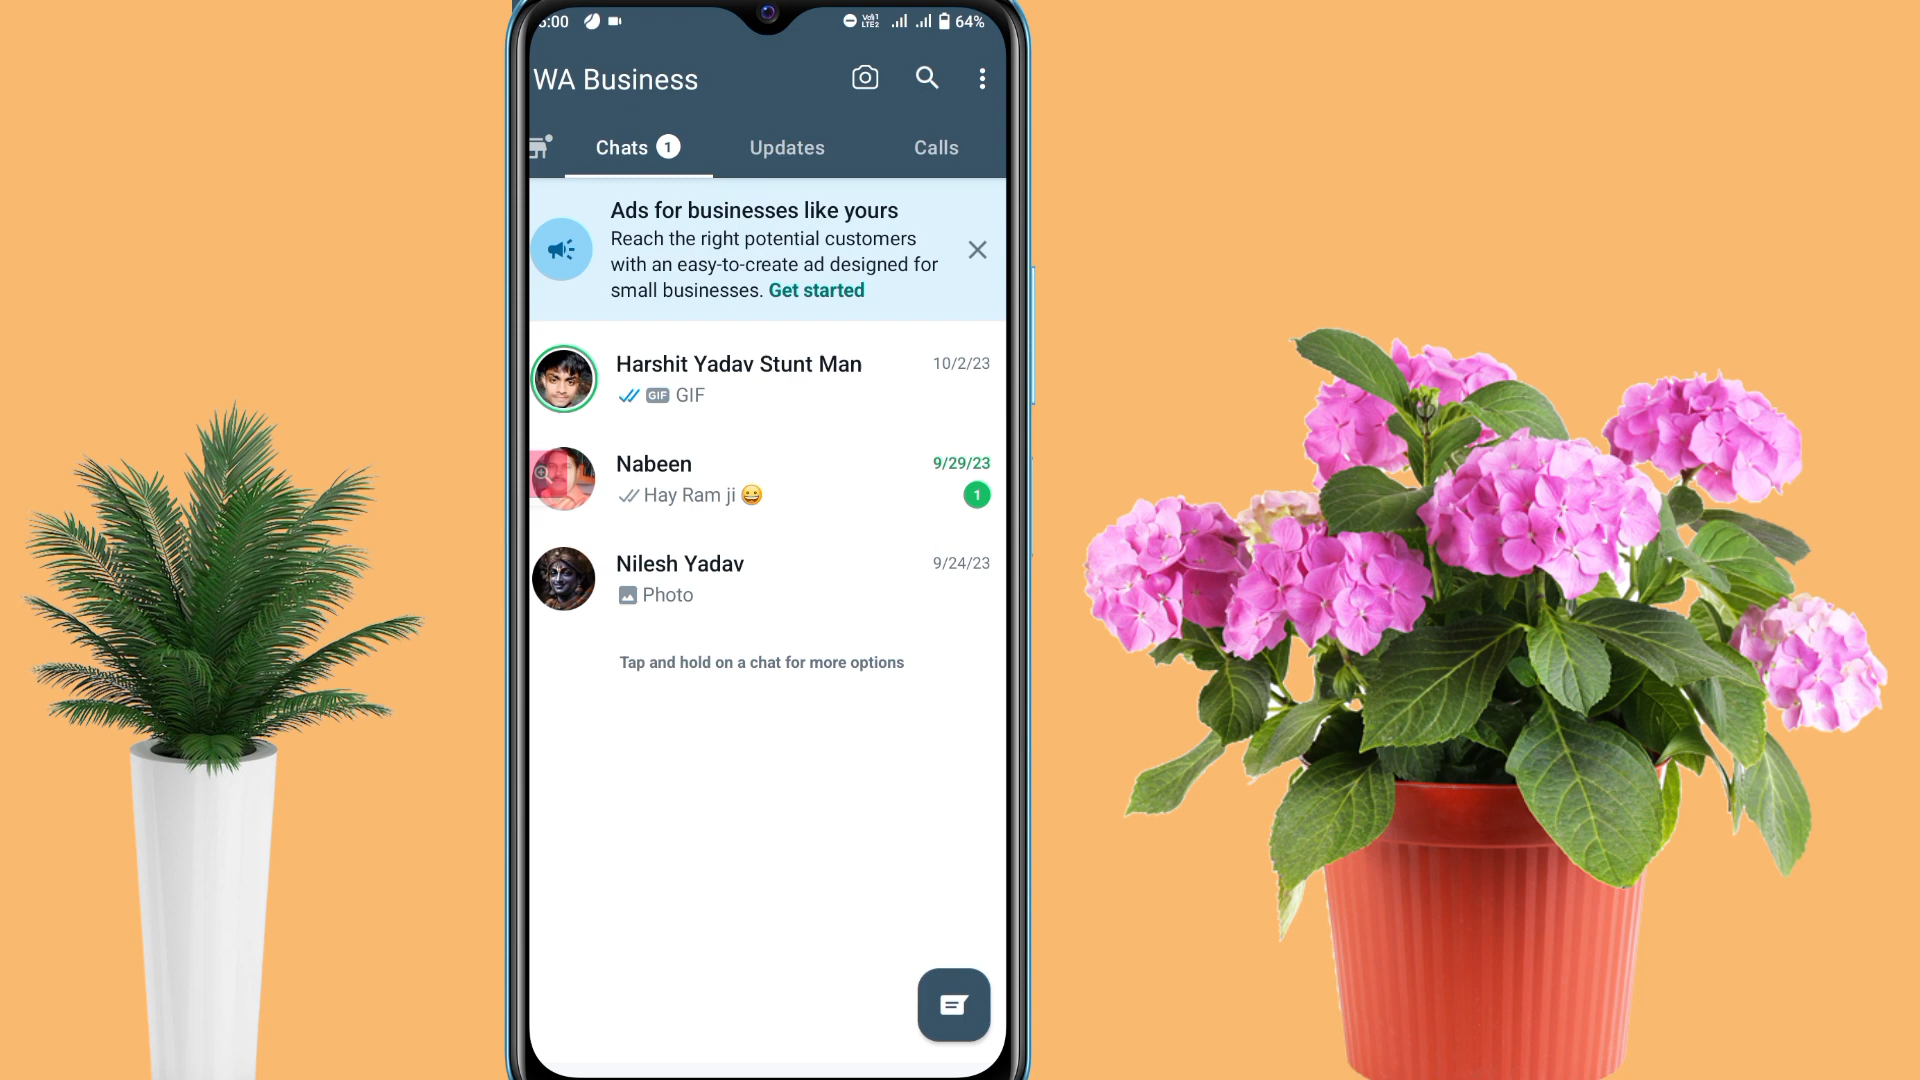 :00 64%
WA Business
Chats 1 Updates Calls
Ads for businesses like yours
Reach the right potential customers
with an easy-to-create ad designed for
small businesses. Get started
Harshit Yadav Stunt Man 10/2/23
GIF GIF
Nabeen 9/29/23
Hay Ram ji 😀 1
Nilesh Yadav 9/24/23
Photo
Tap and hold on a chat for more options